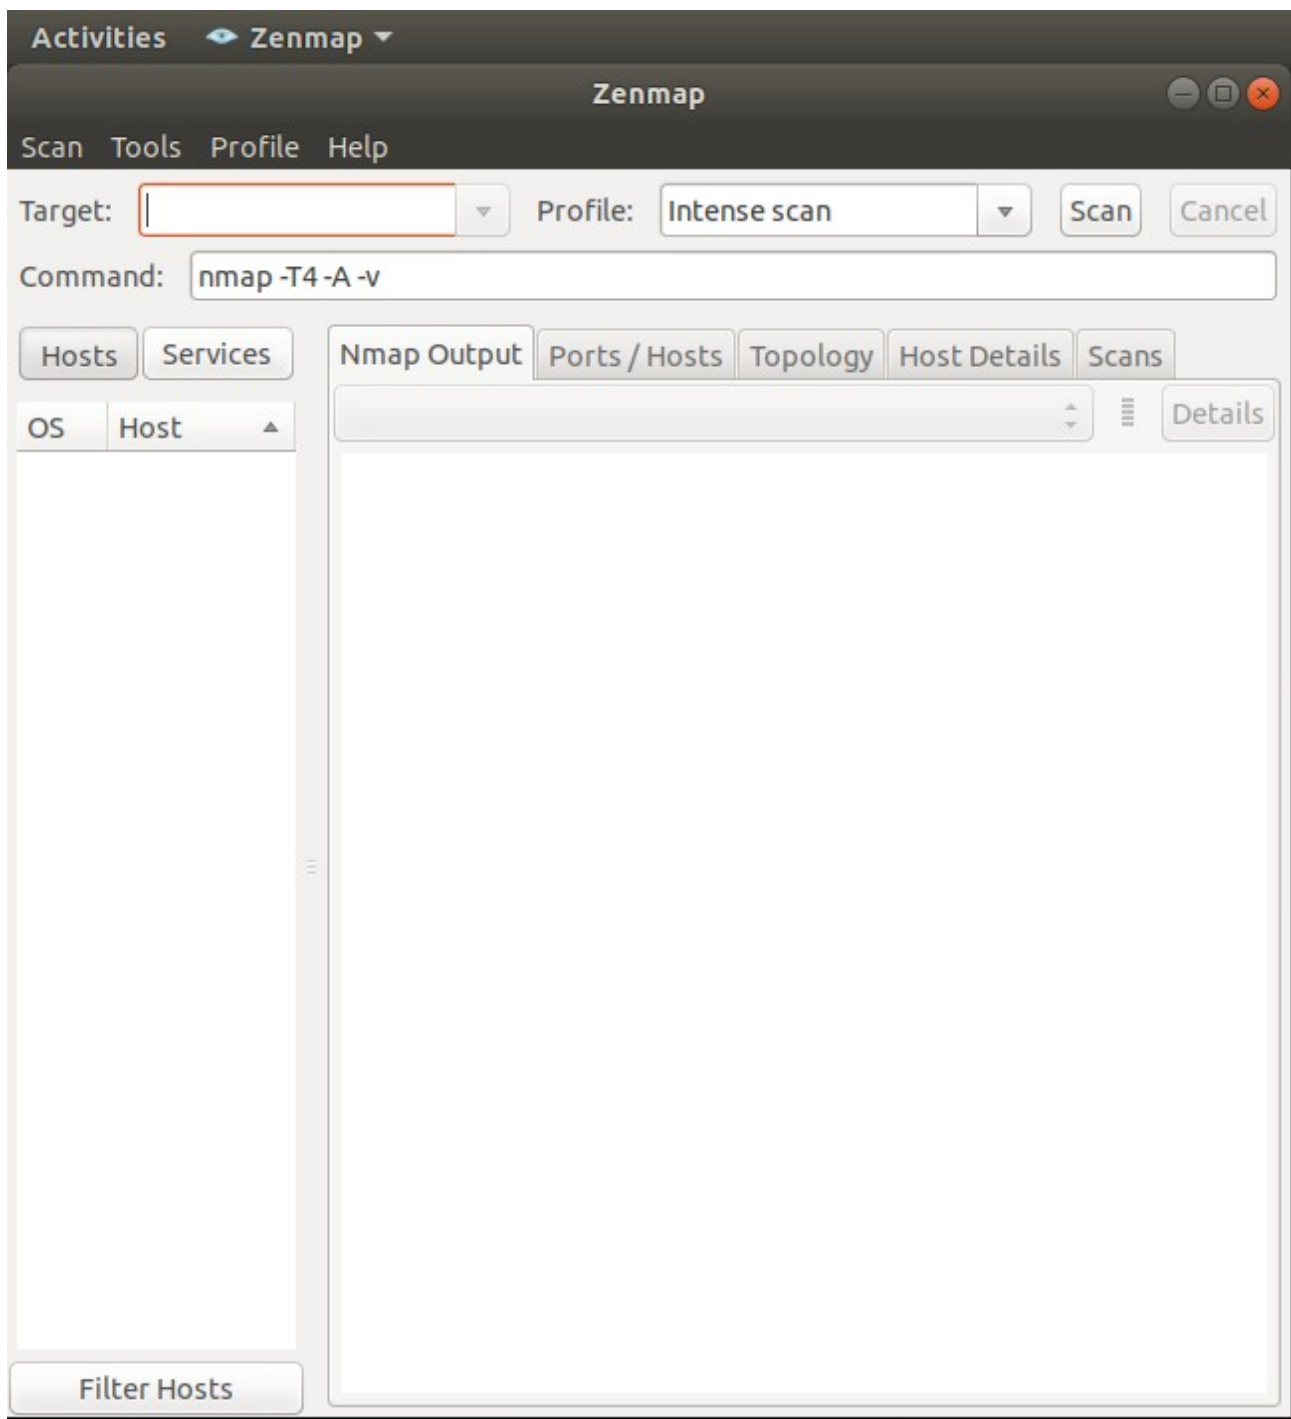 Activities Zenmap
Zenmap
Scan Tools Profile Help
Target: Profile: Intense scan Scan Cancel
Command: nmap -T4 -A -v
Hosts Services Nmap Output Ports / Hosts Topology Host Details Scans
Details
OS Host
Filter Hosts